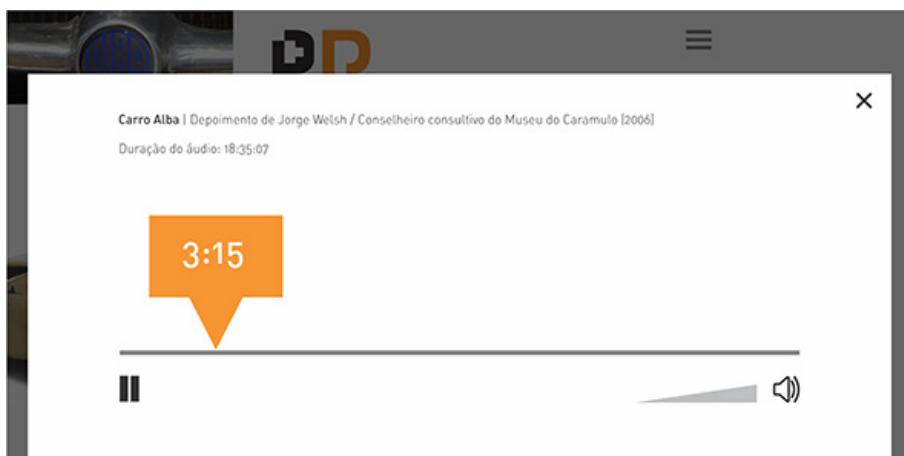 Carro Alba | Depoimento de Jorge Welsh / Conselheiro consultivo do Museu do Caramulo [2006]
Duração do áudio: 18:35:07
3:15